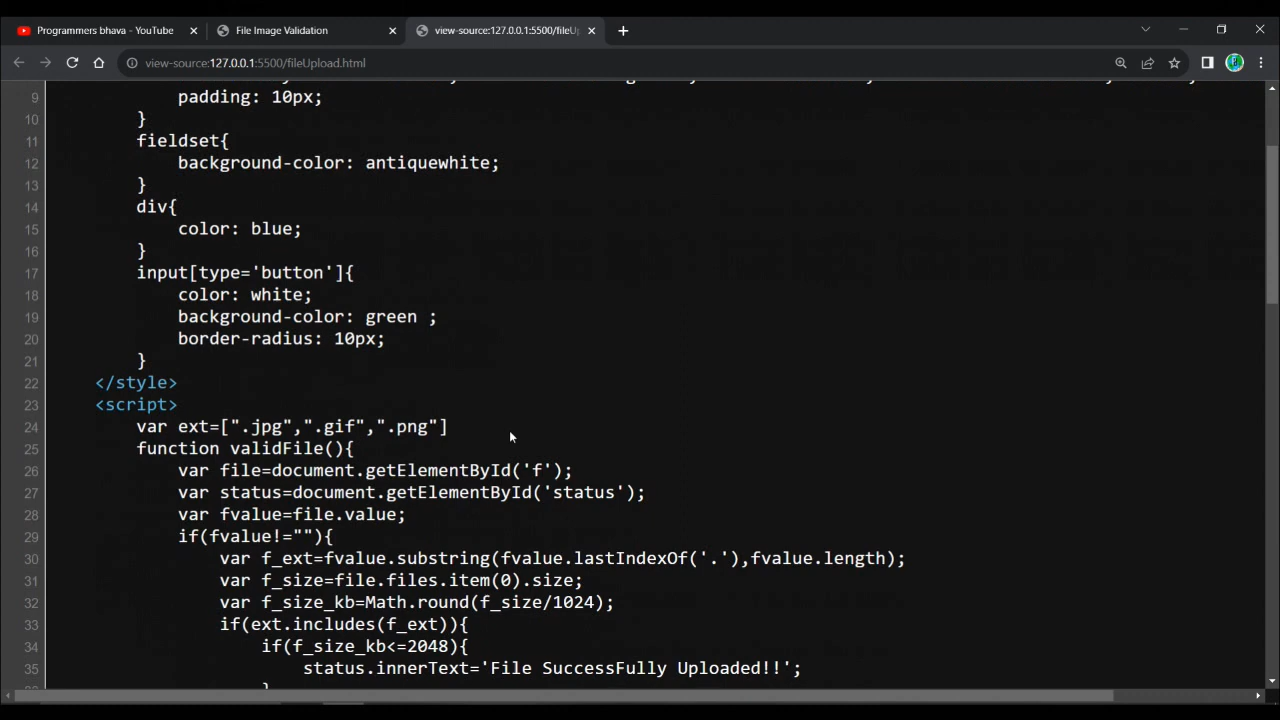 Programmers bhava - YouTube
File Image Validation
view-source:127.0.0.1:5500/fileU
view-source:127.0.0.1:5500/fileUpload.html
9 padding: 10px;
10 }
11 fieldset{
12 background-color: antiquewhite;
13 }
14 div{
15 color: blue;
16 }
17 input[type='button']{
18 color: white;
19 background-color: green ;
20 border-radius: 10px;
21 }
22 </style>
23 <script>
24 var ext=[".jpg",".gif",".png"]
25 function validFile(){
26 var file=document.getElementById('f');
27 var status=document.getElementById('status');
28 var fvalue=file.value;
29 if(fvalue!=""){
30 var f_ext=fvalue.substring(fvalue.lastIndexOf('.'),fvalue.length);
31 var f_size=file.files.item(0).size;
32 var f_size_kb=Math.round(f_size/1024);
33 if(ext.includes(f_ext)){
34 if(f_size_kb<=2048){
35 status.innerText='File SuccessFully Uploaded!!';
}